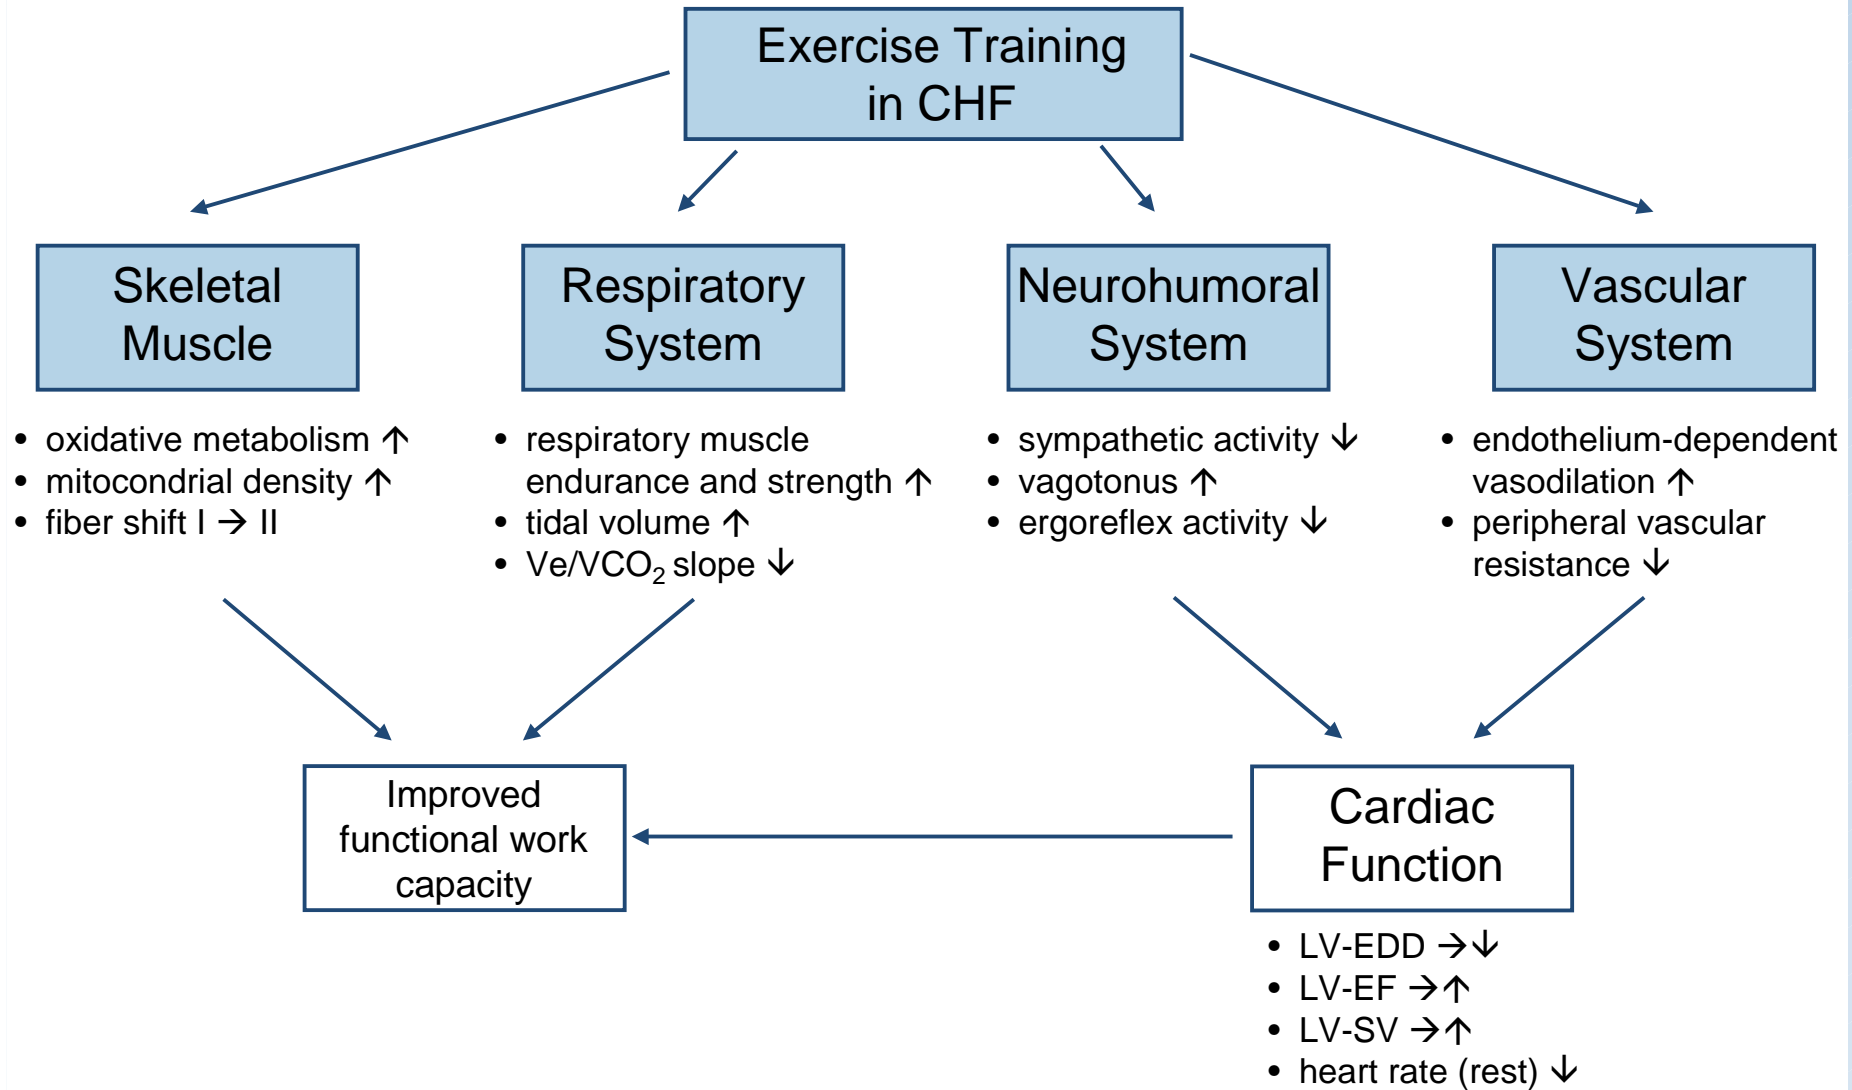 Exercise Training
in CHF
Skeletal
Muscle
• oxidative metabolism ↑
• mitocondrial density ↑
• fiber shift I → II
Respiratory
System
• respiratory muscle
endurance and strength ↑
• tidal volume ↑
• Ve/VCO₂ slope ↓
Neurohumoral
System
• sympathetic activity ↓
• vagotonus ↑
• ergoreflex activity ↓
Vascular
System
• endothelium-dependent
vasodilation ↑
• peripheral vascular
resistance ↓
Improved
functional work
capacity
Cardiac
Function
• LV-EDD →↓
• LV-EF →↑
• LV-SV →↑
• heart rate (rest) ↓